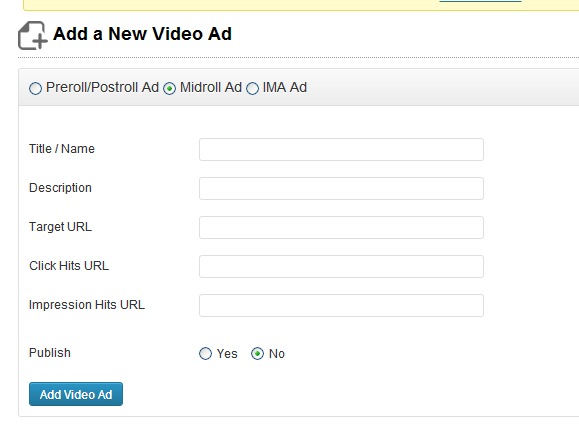 Add a New Video Ad
Preroll/Postroll Ad Midroll Ad IMA Ad
Title / Name
Description
Target URL
Click Hits URL
Impression Hits URL
Publish Yes No
Add Video Ad